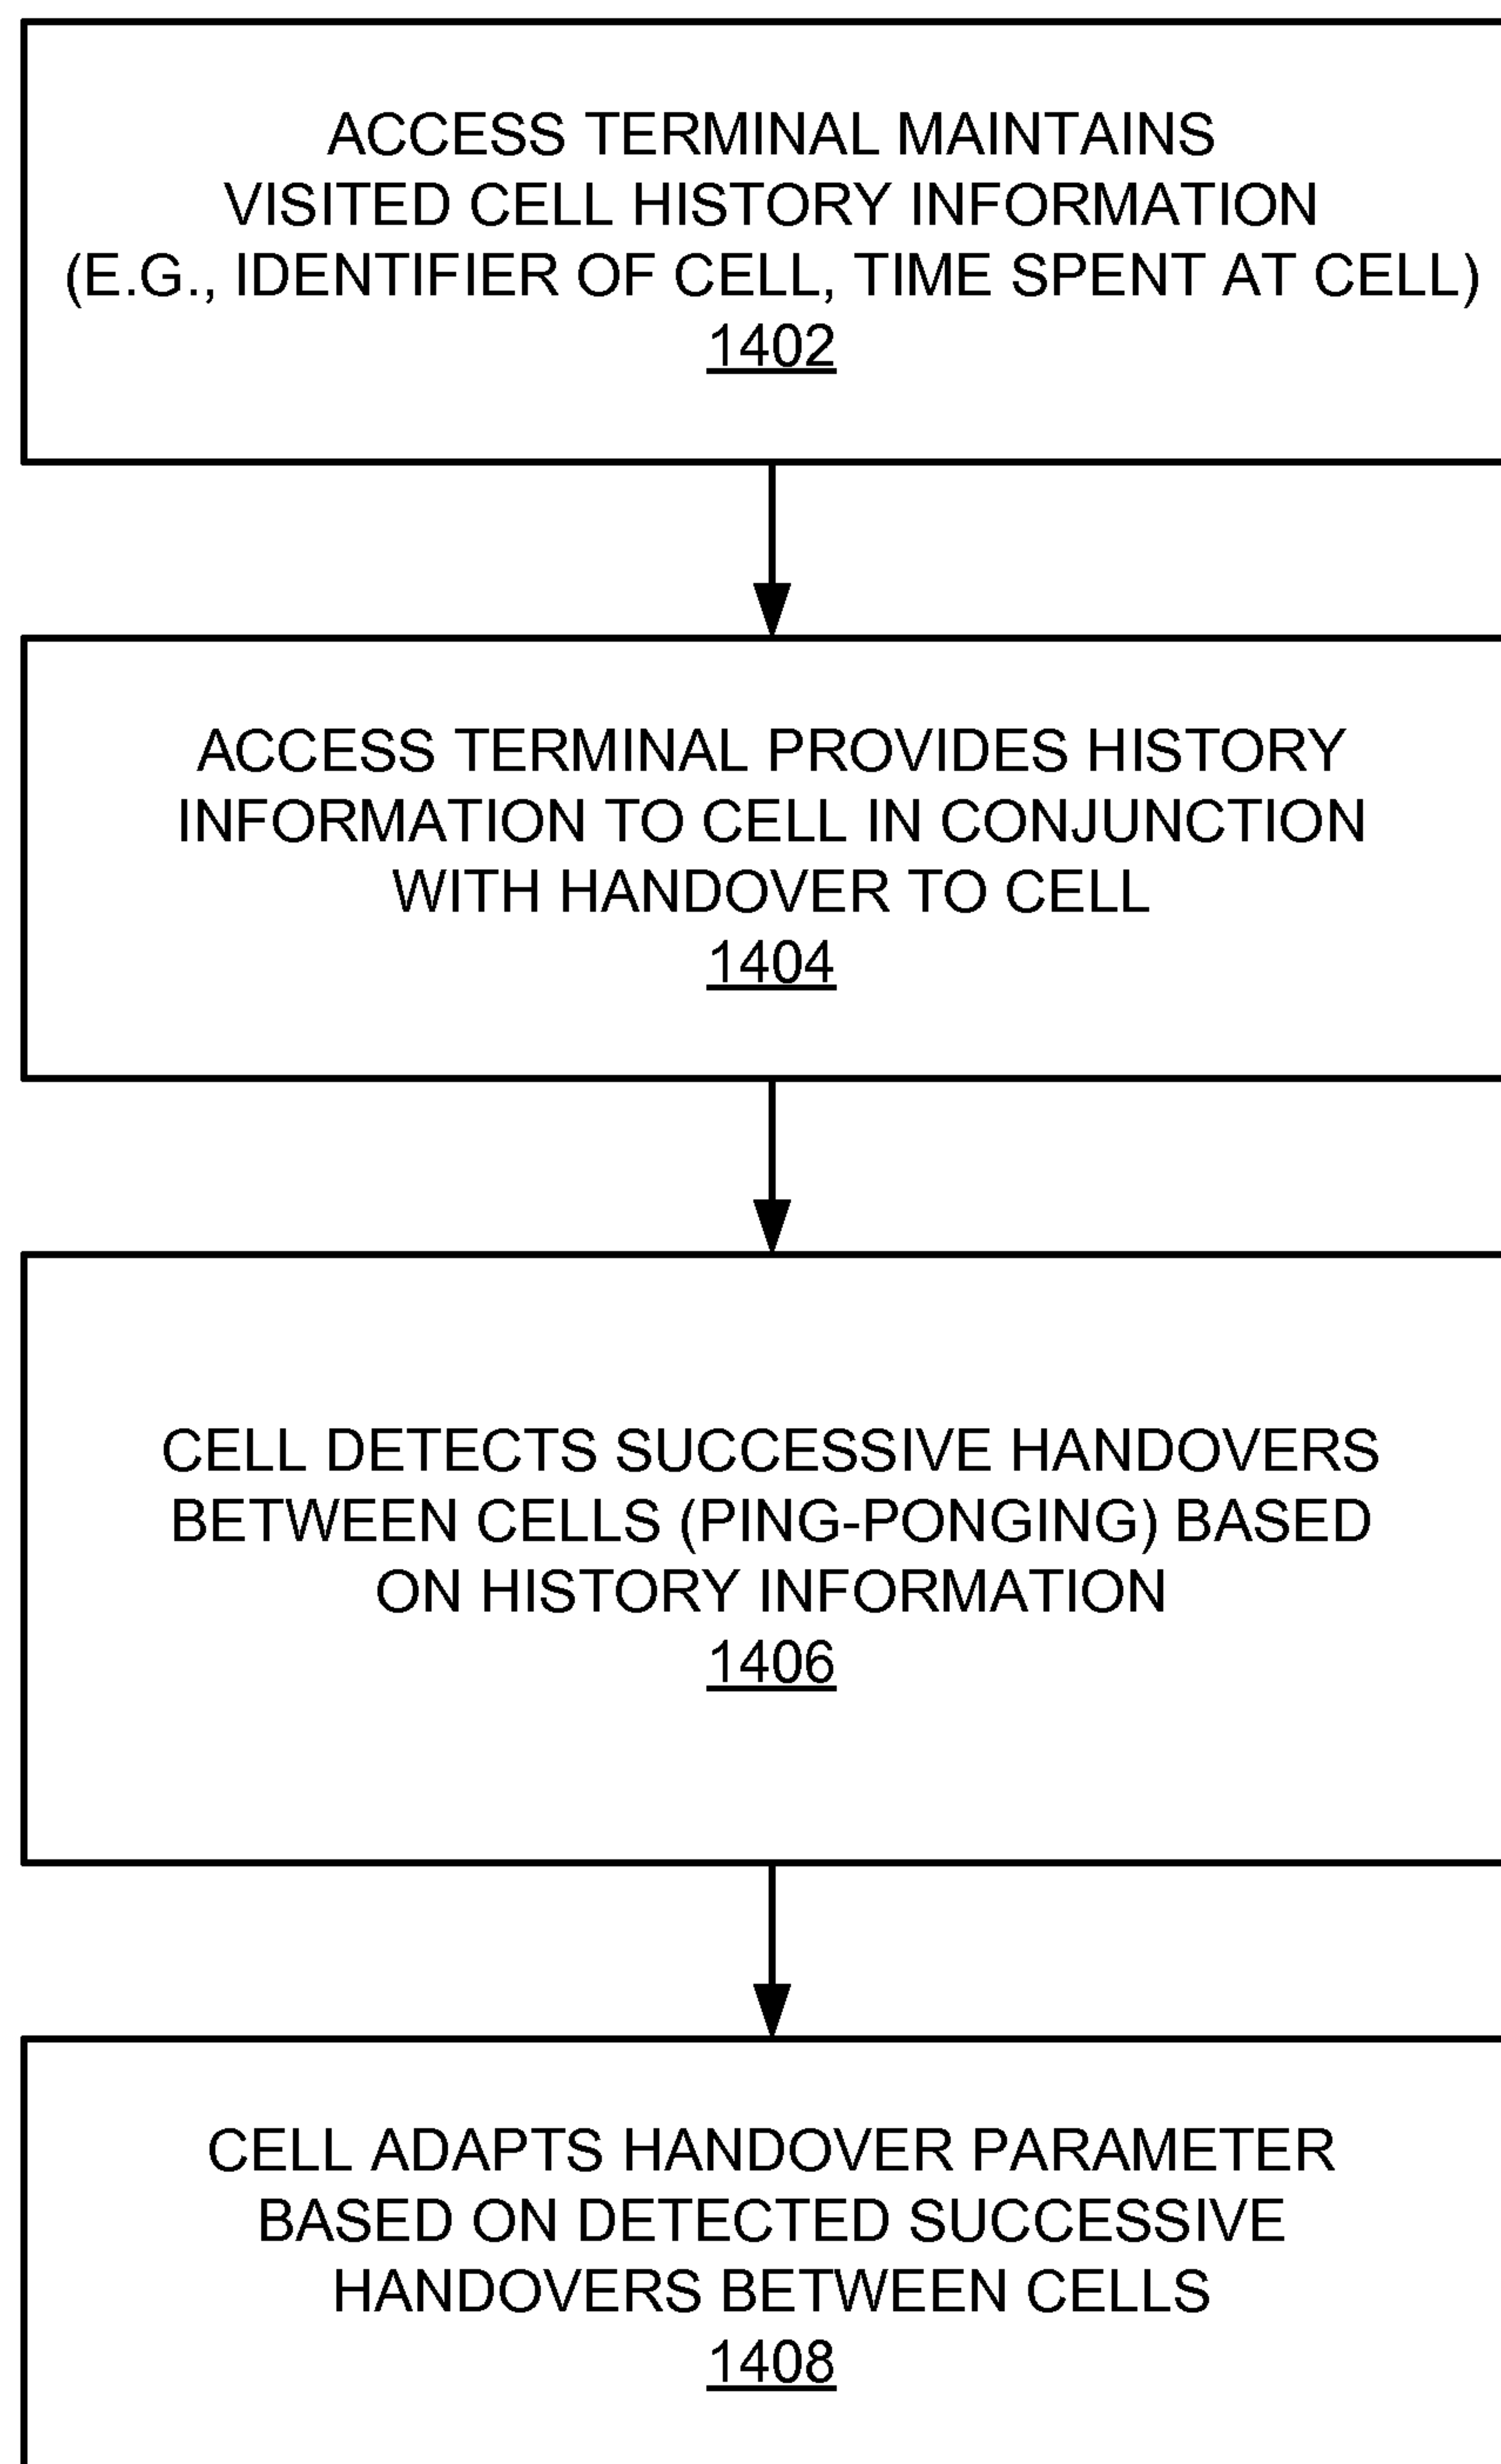 ACCESS TERMINAL MAINTAINS
VISITED CELL HISTORY INFORMATION
(E.G., IDENTIFIER OF CELL, TIME SPENT AT CELL)
1402
ACCESS TERMINAL PROVIDES HISTORY
INFORMATION TO CELL IN CONJUNCTION
WITH HANDOVER TO CELL
1404
CELL DETECTS SUCCESSIVE HANDOVERS
BETWEEN CELLS (PING-PONGING) BASED
ON HISTORY INFORMATION
1406
CELL ADAPTS HANDOVER PARAMETER
BASED ON DETECTED SUCCESSIVE
HANDOVERS BETWEEN CELLS
1408